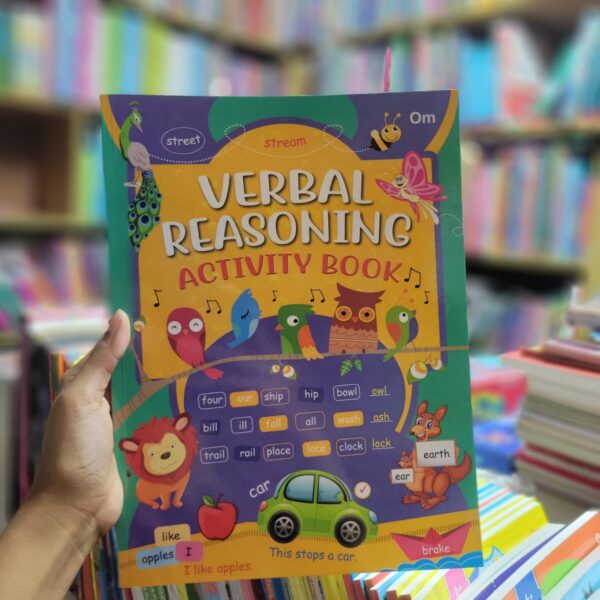 Om
street
stream
VERBAL
REASONING
ACTIVITY BOOK
four our ship hip bowl owl
bill ill fall all wash ash
trail rail place lace clock lock
earth
ear
car
like
apples I
I like apples.
This stops a car.
brake